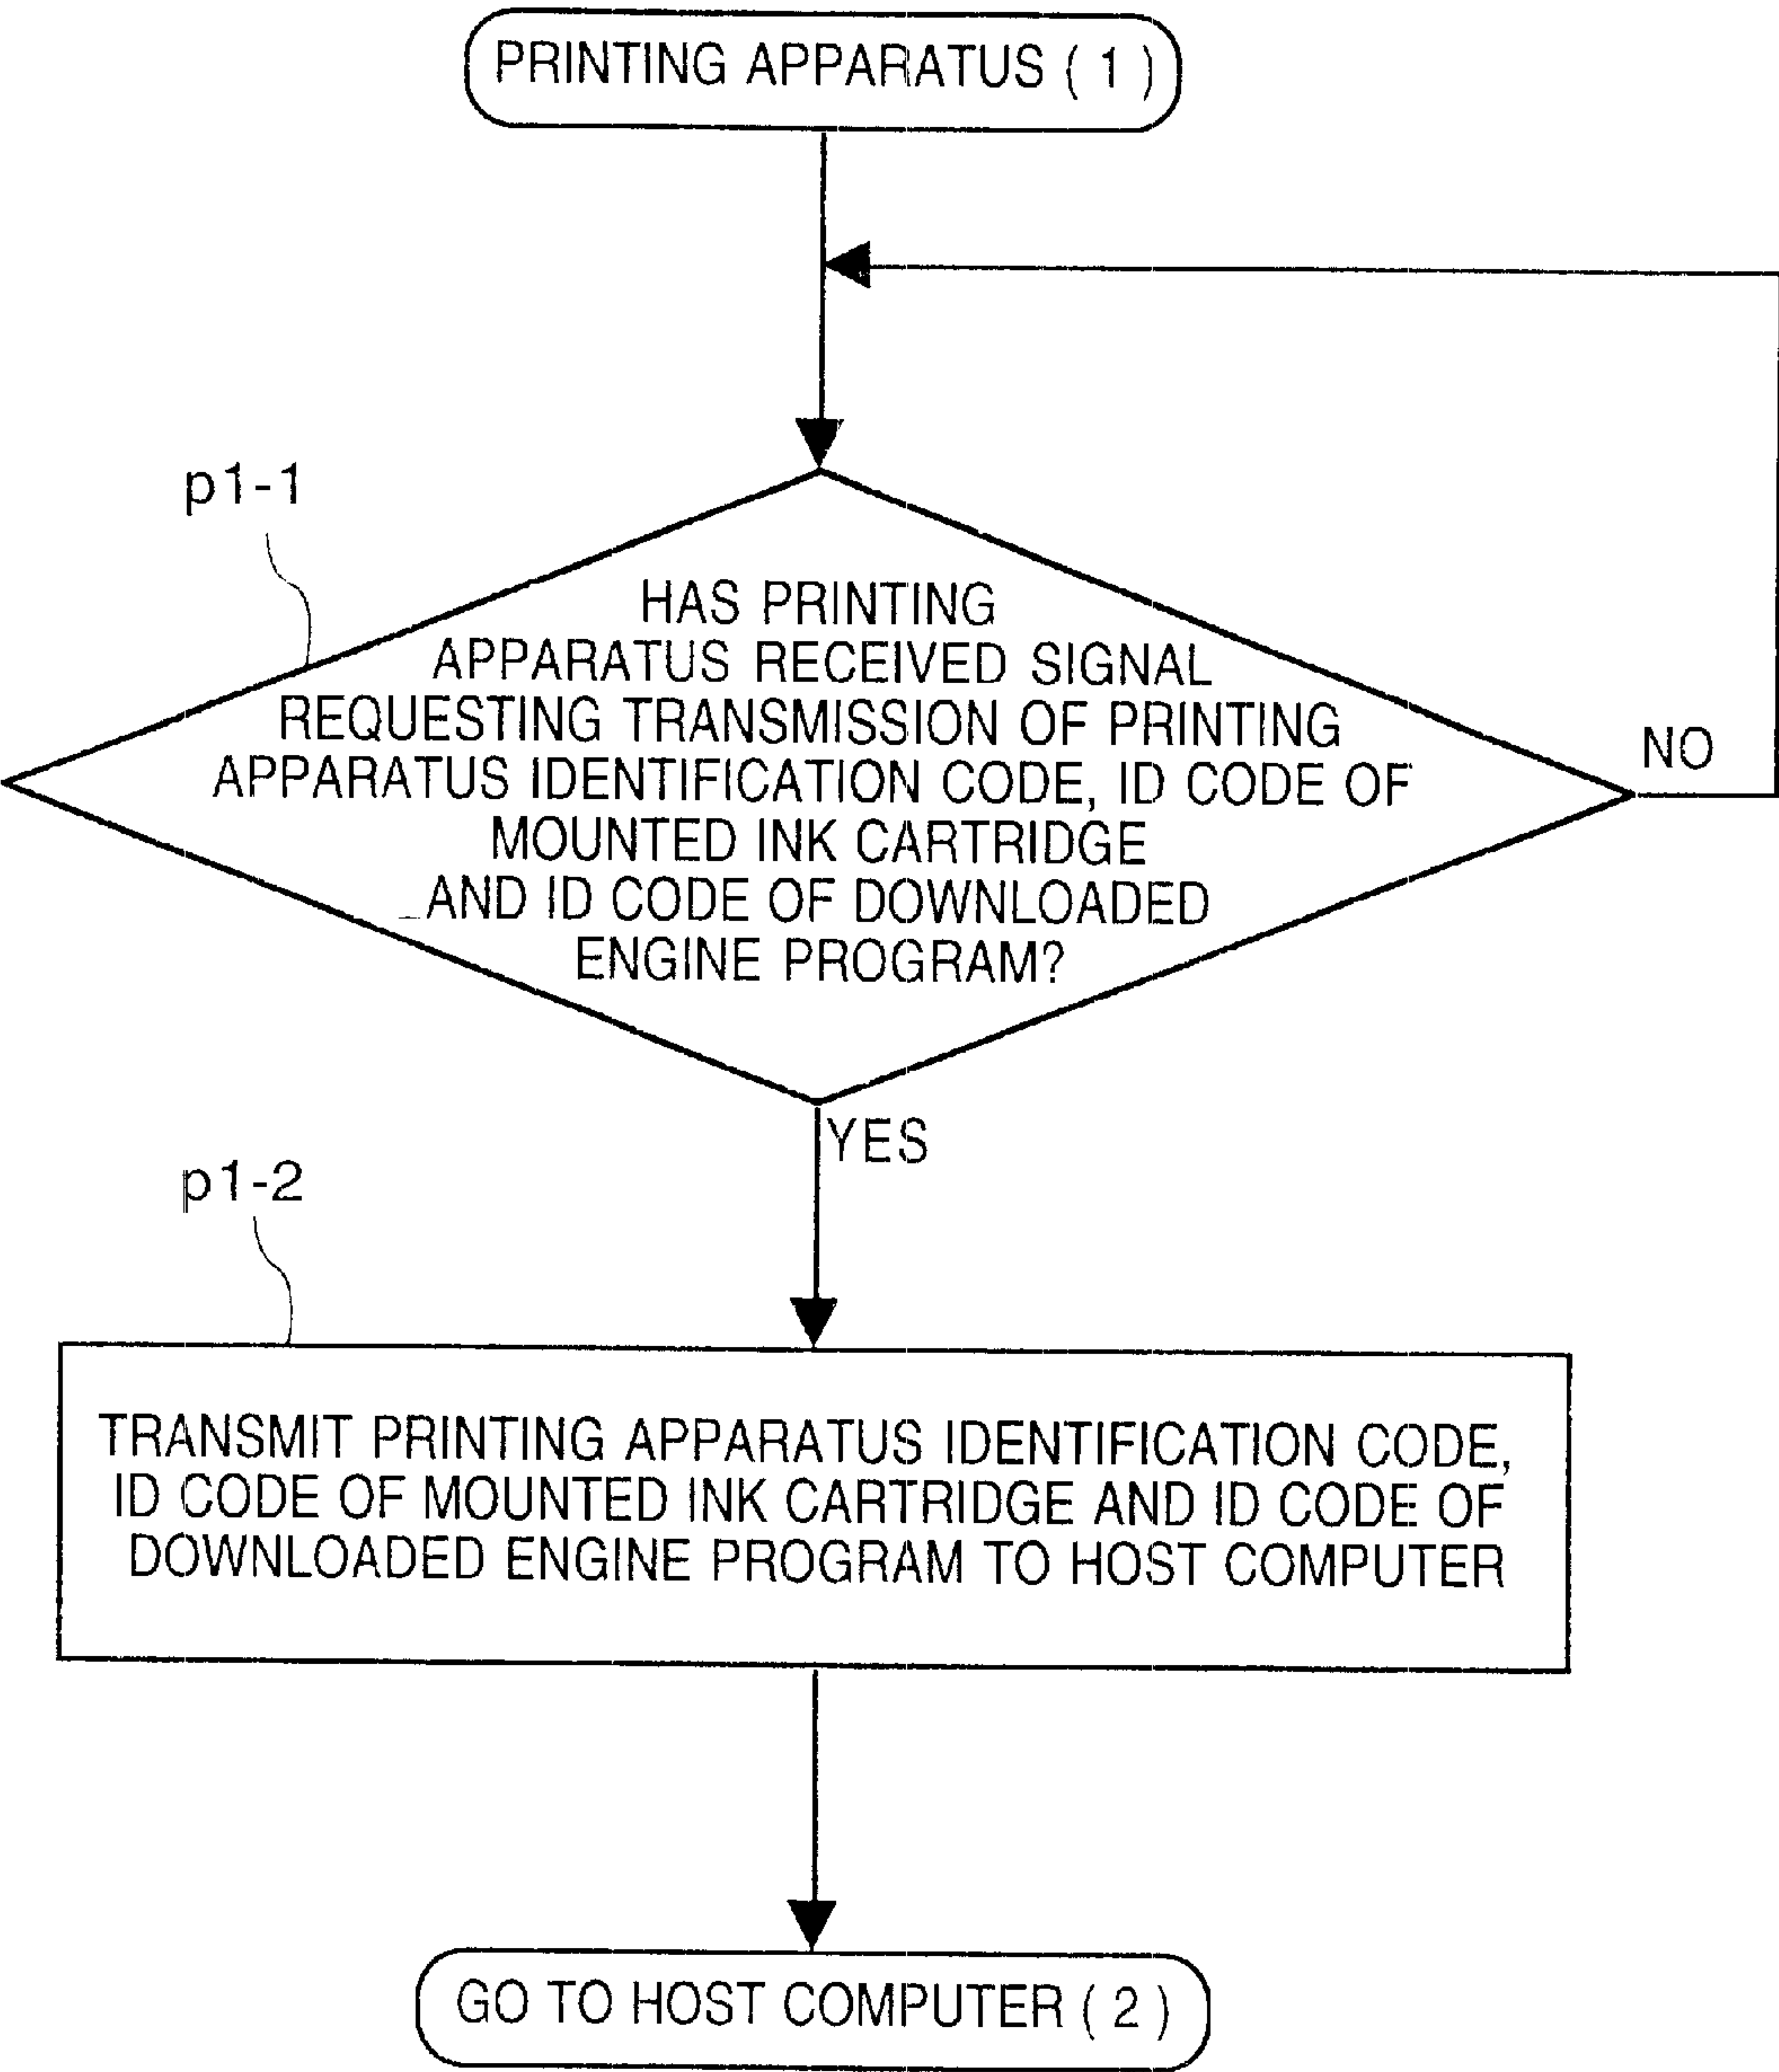 PRINTING APPARATUS ( 1 )
p1-1
HAS PRINTING
APPARATUS RECEIVED SIGNAL
REQUESTING TRANSMISSION OF PRINTING
APPARATUS IDENTIFICATION CODE, ID CODE OF
MOUNTED INK CARTRIDGE
AND ID CODE OF DOWNLOADED
ENGINE PROGRAM?
NO
YES
p1-2
TRANSMIT PRINTING APPARATUS IDENTIFICATION CODE,
ID CODE OF MOUNTED INK CARTRIDGE AND ID CODE OF
DOWNLOADED ENGINE PROGRAM TO HOST COMPUTER
GO TO HOST COMPUTER ( 2 )